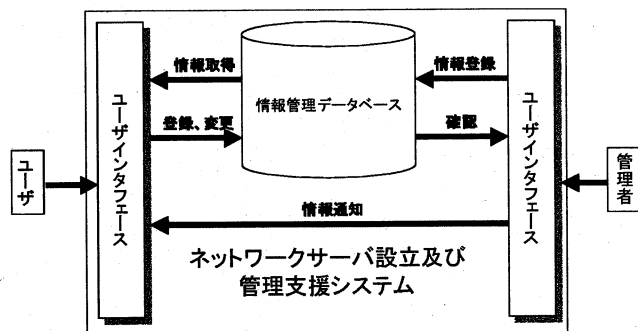 ユーザ
ユーザインタフェース
情報取得
登録、変更
情報管理データベース
情報登録
確認
情報通知
ユーザインタフェース
管理者
ネットワークサーバ設立及び
管理支援システム